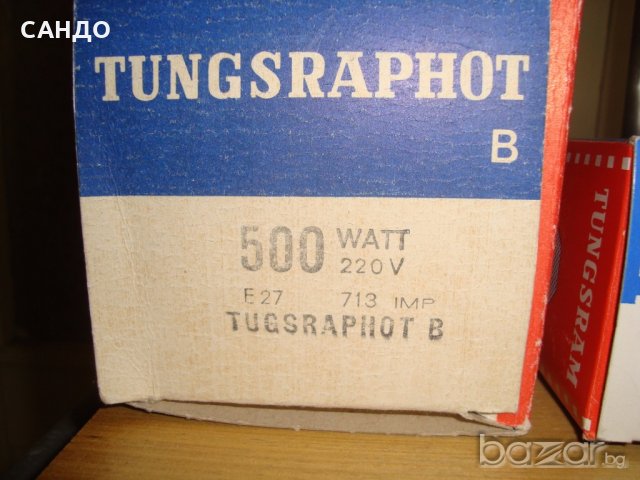 САНДО
TUNGSRAPHOT
B
500 WATT
220V
E27 713 IMP
TUGSRAPHOT B
TUNGSRAM
bazar.bg